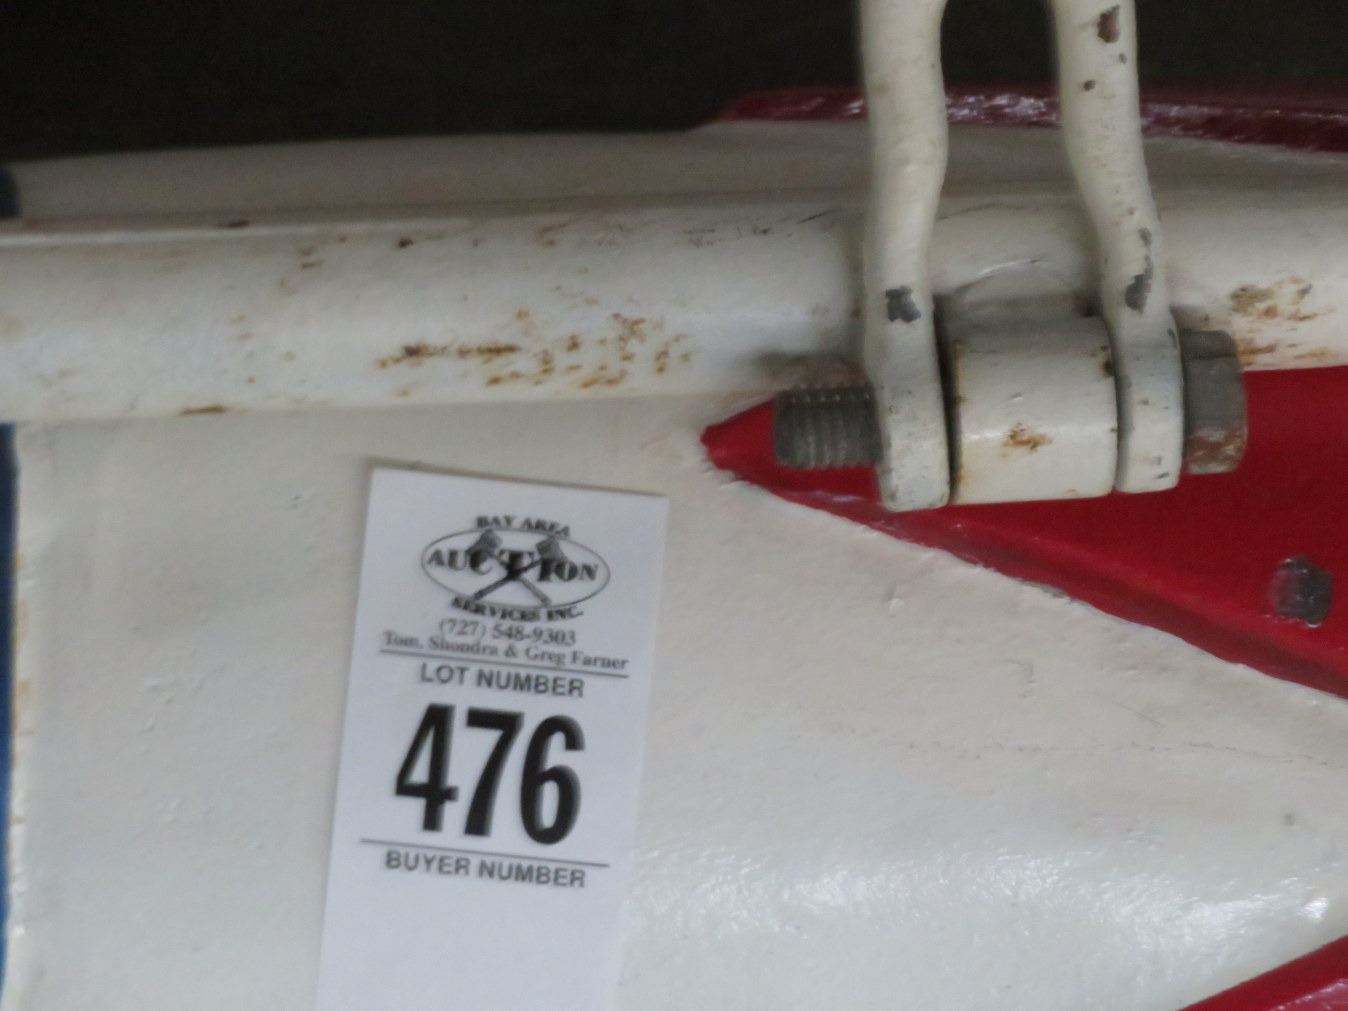 BAY AREA
AUCTION
SERVICES INC.
(727) 548-9303
Tom, Shondra & Greg Farner
LOT NUMBER
476
BUYER NUMBER